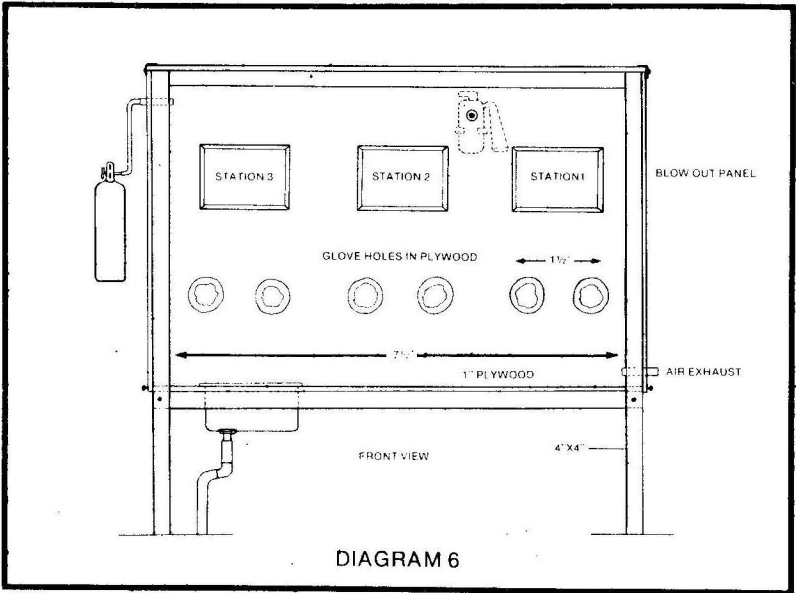 STATION 3
STATION 2
STATION 1
BLOW OUT PANEL
GLOVE HOLES IN PLYWOOD
1½'
7½'
1" PLYWOOD
AIR EXHAUST
FRONT VIEW
4"X4"
DIAGRAM 6